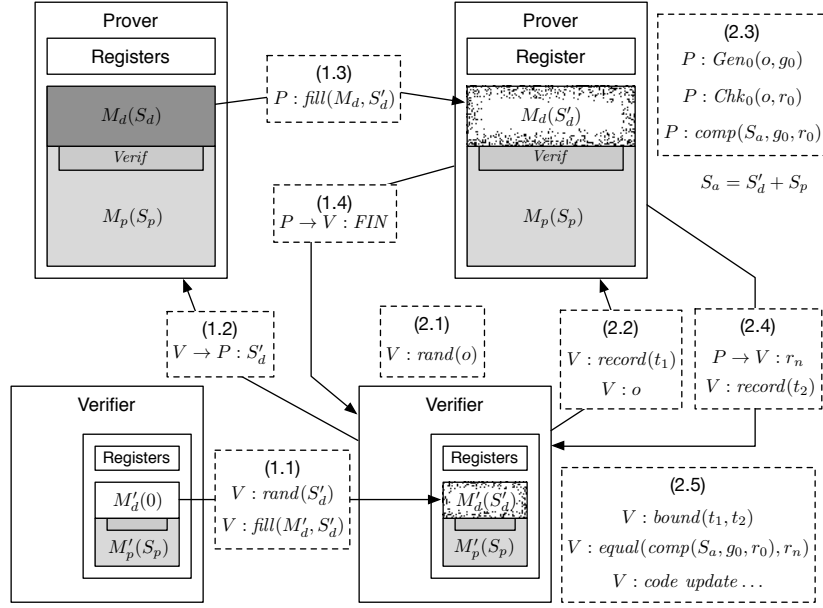 Prover
Registers
M_d(S_d)
Verif
M_p(S_p)
(1.3)
P : fill(M_d, S'_d)
(1.4)
P → V : FIN
Prover
Register
M_d(S'_d)
Verif
M_p(S_p)
(2.3)
P : Gen_0(o, g_0)
P : Chk_0(o, r_0)
P : comp(S_a, g_0, r_0)
S_a = S'_d + S_p
(1.2)
V → P : S'_d
(2.1)
V : rand(o)
(2.2)
V : record(t_1)
V : o
(2.4)
P → V : r_n
V : record(t_2)
Verifier
Registers
M'_d(0)
M'_p(S_p)
(1.1)
V : rand(S'_d)
V : fill(M'_d, S'_d)
Verifier
Registers
M'_d(S'_d)
M'_p(S_p)
(2.5)
V : bound(t_1, t_2)
V : equal(comp(S_a, g_0, r_0), r_n)
V : code update . . .